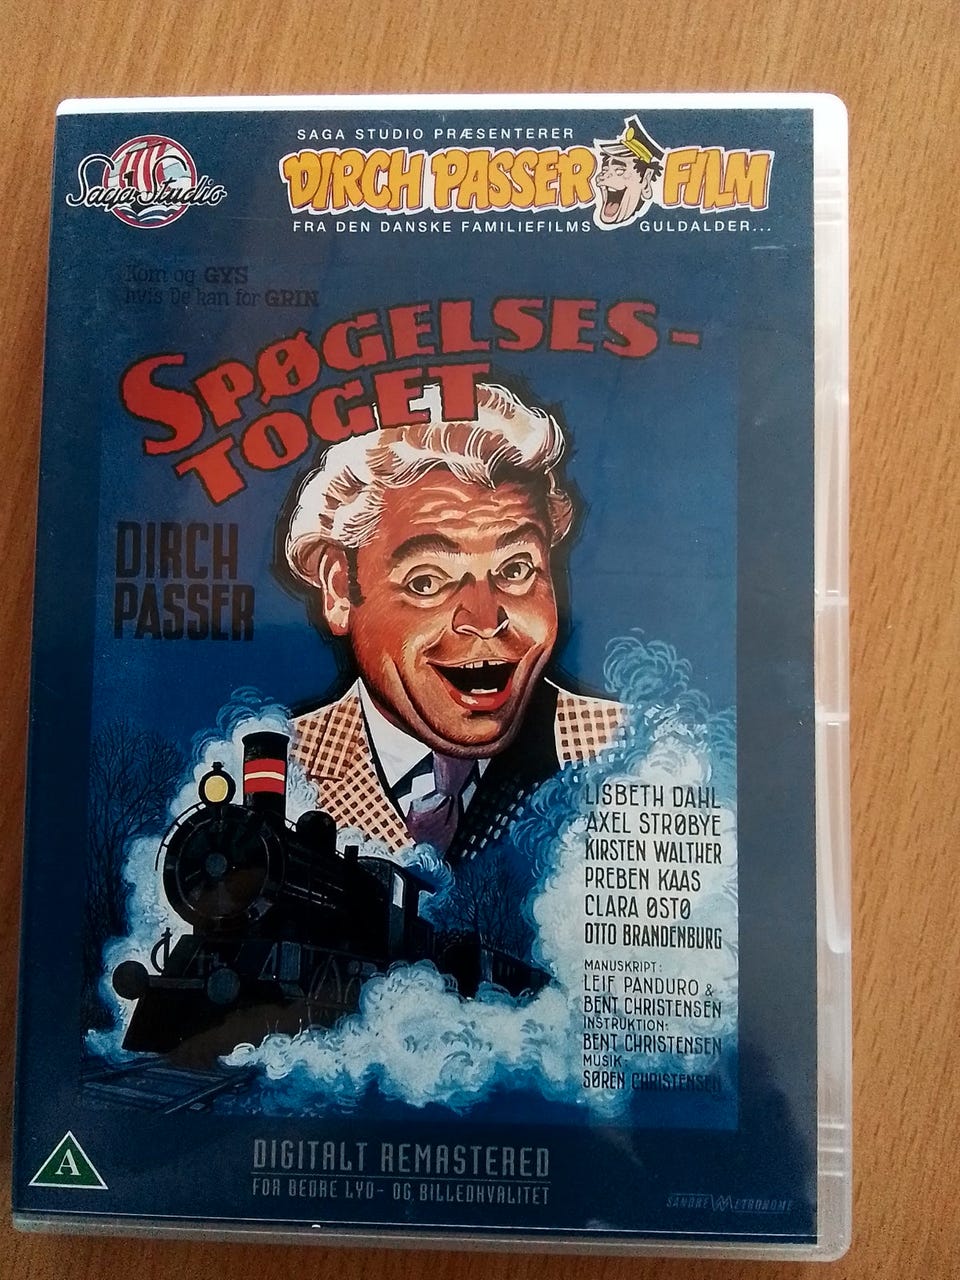 Saga Studio
SAGA STUDIO PRÆSENTERER
DIRCH PASSER FILM
FRA DEN DANSKE FAMILIEFILMS GULDALDER...
Kom og GYS
hvis De kan for GRIN
SPØGELSES-
TOGET
DIRCH
PASSER
LISBETH DAHL
AXEL STRØBYE
KIRSTEN WALTHER
PREBEN KAAS
CLARA ØSTØ
OTTO BRANDENBURG
MANUSKRIPT:
LEIF PANDURO &
BENT CHRISTENSEN
INSTRUKTION:
BENT CHRISTENSEN
MUSIK:
SØREN CHRISTENSEN
A
DIGITALT REMASTERED
FOR BEDRE LYD- OG BILLEDKVALITET
SANDREW METRONOME